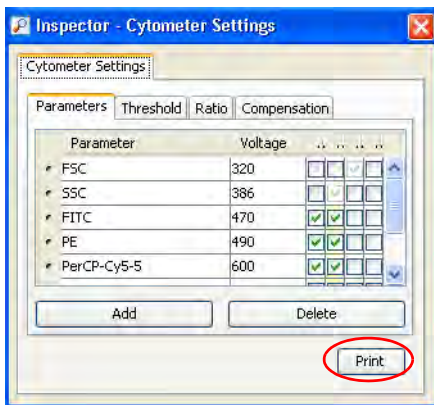 Inspector - Cytometer Settings
Cytometer Settings
Parameters Threshold Ratio Compensation
Parameter Voltage .. .. .. ..
FSC 320
SSC 386
FITC 470
PE 490
PerCP-Cy5-5 600
Add Delete
Print